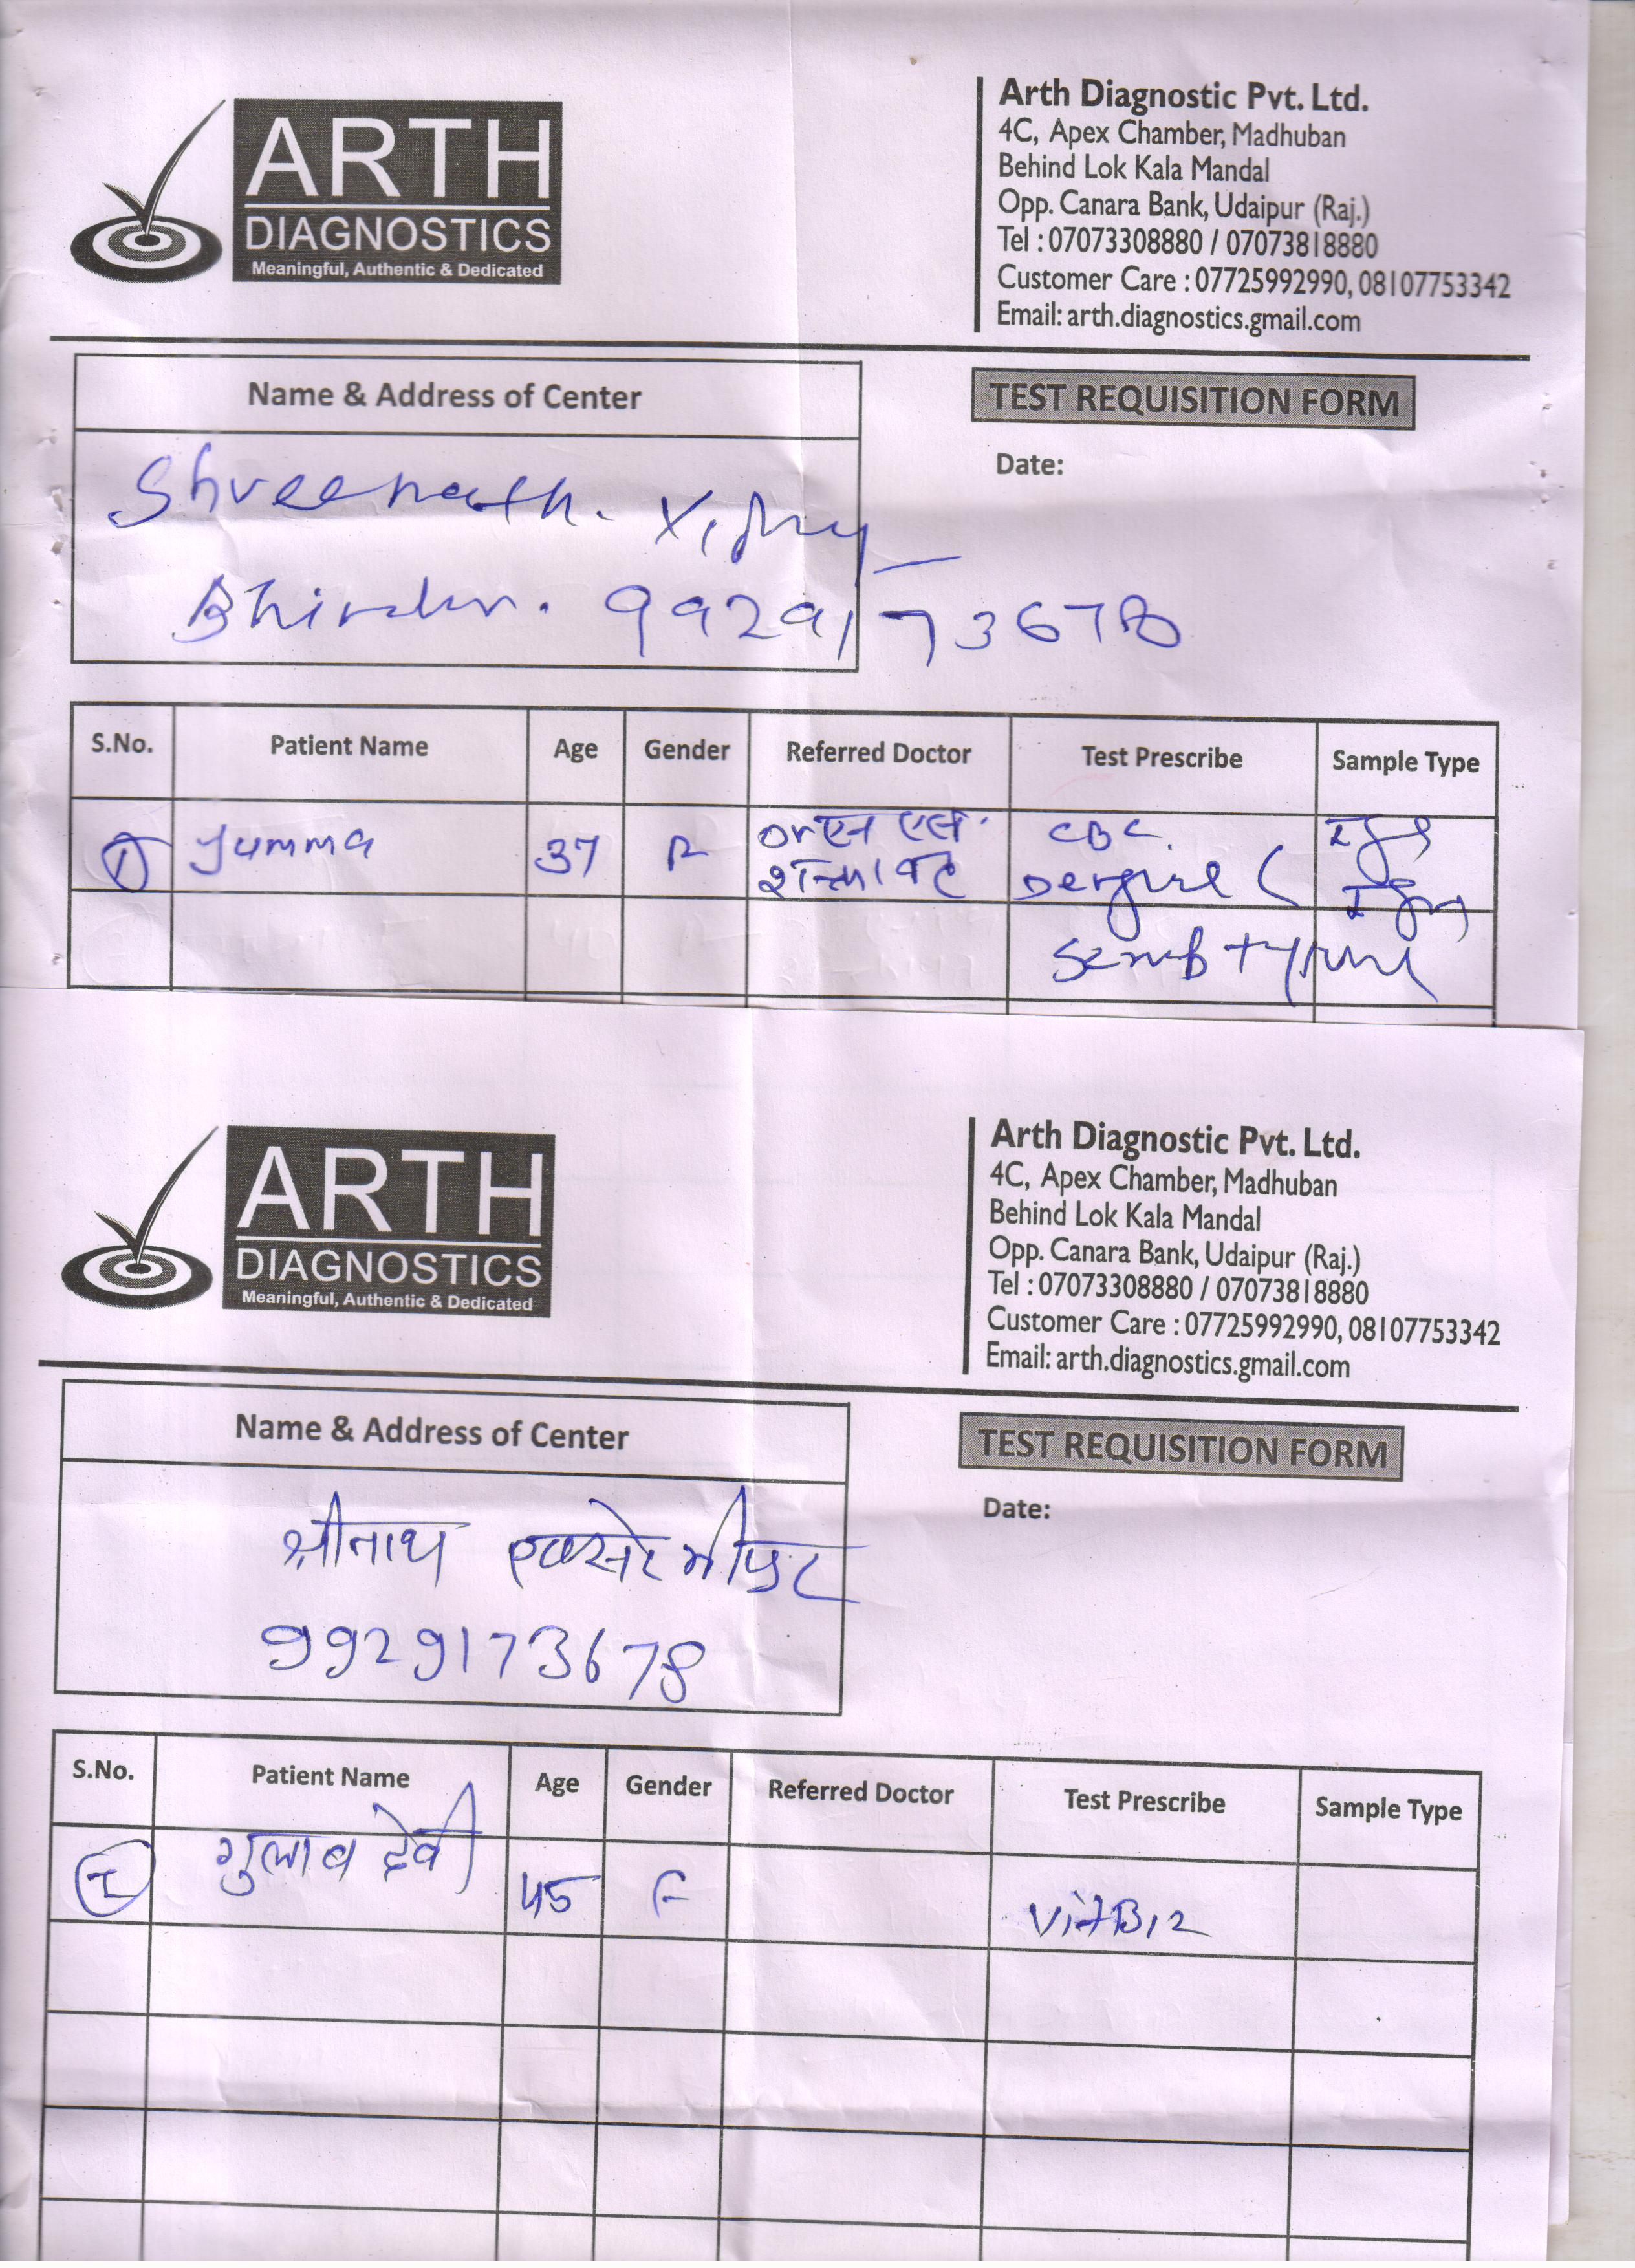 ARTH
DIAGNOSTICS
Meaningful, Authentic & Dedicated
Arth Diagnostic Pvt. Ltd.
4C, Apex Chamber, Madhuban
Behind Lok Kala Mandal
Opp. Canara Bank, Udaipur (Raj.)
Tel : 07073308880 / 07073818880
Customer Care : 07725992990, 08107753342
Email: arth.diagnostics.gmail.com
Name & Address of Center
TEST REQUISITION FORM
Date:
Shreenath.
9929173678
S.No. Patient Name Age Gender Referred Doctor Test Prescribe Sample Type
1 37 CBC
ARTH
DIAGNOSTICS
Meaningful, Authentic & Dedicated
Arth Diagnostic Pvt. Ltd.
4C, Apex Chamber, Madhuban
Behind Lok Kala Mandal
Opp. Canara Bank, Udaipur (Raj.)
Tel : 07073308880 / 07073818880
Customer Care : 07725992990, 08107753342
Email: arth.diagnostics.gmail.com
Name & Address of Center
TEST REQUISITION FORM
Date:
श्रीनाथ
9929173678
S.No. Patient Name Age Gender Referred Doctor Test Prescribe Sample Type
I गुलाब देवी 45 F VitB12